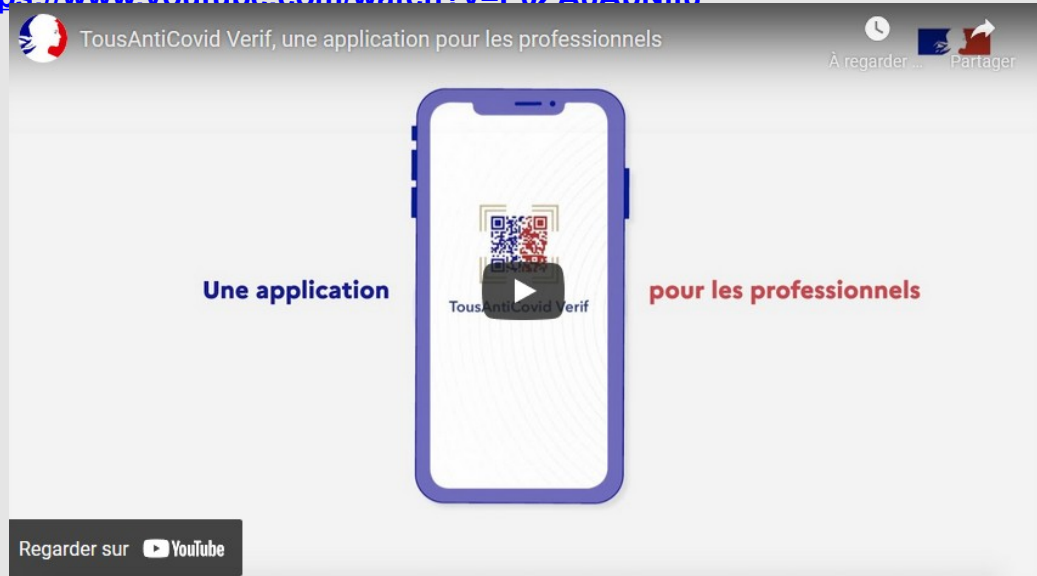 TousAntiCovid Verif, une application pour les professionnels
À regarder ...
Partager
Une application
pour les professionnels
TousAntiCovid Verif
Regarder sur YouTube